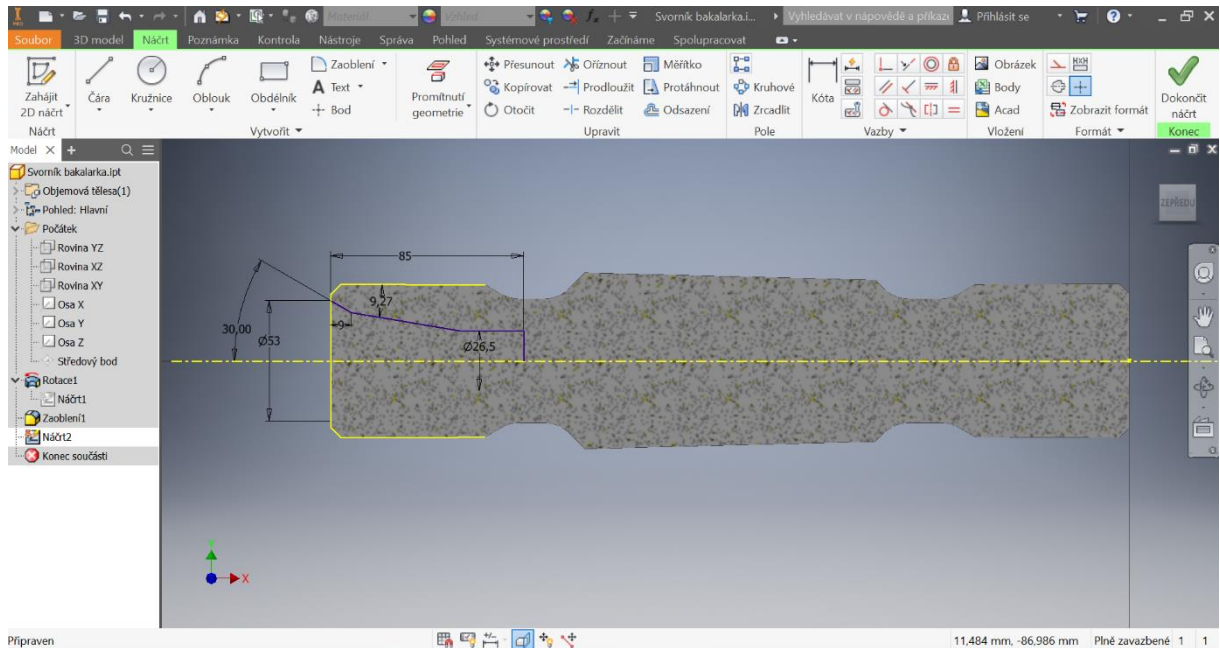 Materiál Vzhled Svorník bakalarka.i... Vyhledávat v nápovědě a příkaze Přihlásit se
Soubor 3D model Náčrt Poznámka Kontrola Nástroje Správa Pohled Systémové prostředí Začínáme Spolupracovat
Zahájit 2D náčrt
Čára
Kružnice
Oblouk
Obdélník
Zaoblení
Text
Bod
Promítnutí geometrie
Přesunout
Kopírovat
Otočit
Oříznout
Prodloužit
Rozdělit
Měřítko
Protáhnout
Odsazení
Kruhové
Zrcadlit
Kóta
Obrázek
Body
Acad
Zobrazit formát
Dokončit náčrt
Náčrt Vytvořit Upravit Pole Vazby Vložení Formát Konec
Model
Svorník bakalarka.ipt
Objemová tělesa(1)
Pohled: Hlavní
Počátek
Rovina YZ
Rovina XZ
Rovina XY
Osa X
Osa Y
Osa Z
Středový bod
Rotace1
Náčrt1
Zaoblení1
Náčrt2
Konec součásti
ZEPŘEDU
85
9,27
9
30,00
Ø53
Ø26,5
Y
X
Připraven 11,484 mm, -86,986 mm Plně zavazbené 1 1